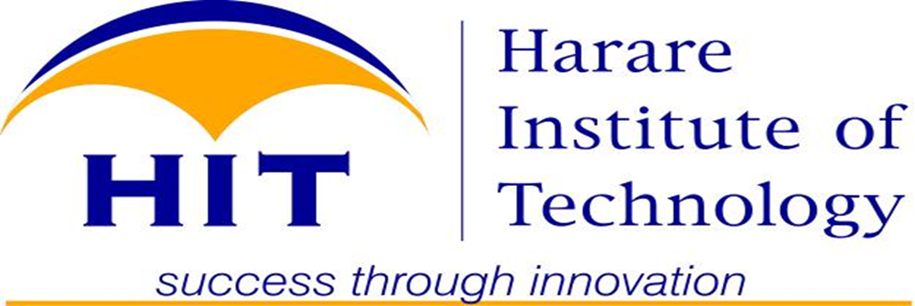 HIT
Harare
Institute of
Technology
success through innovation